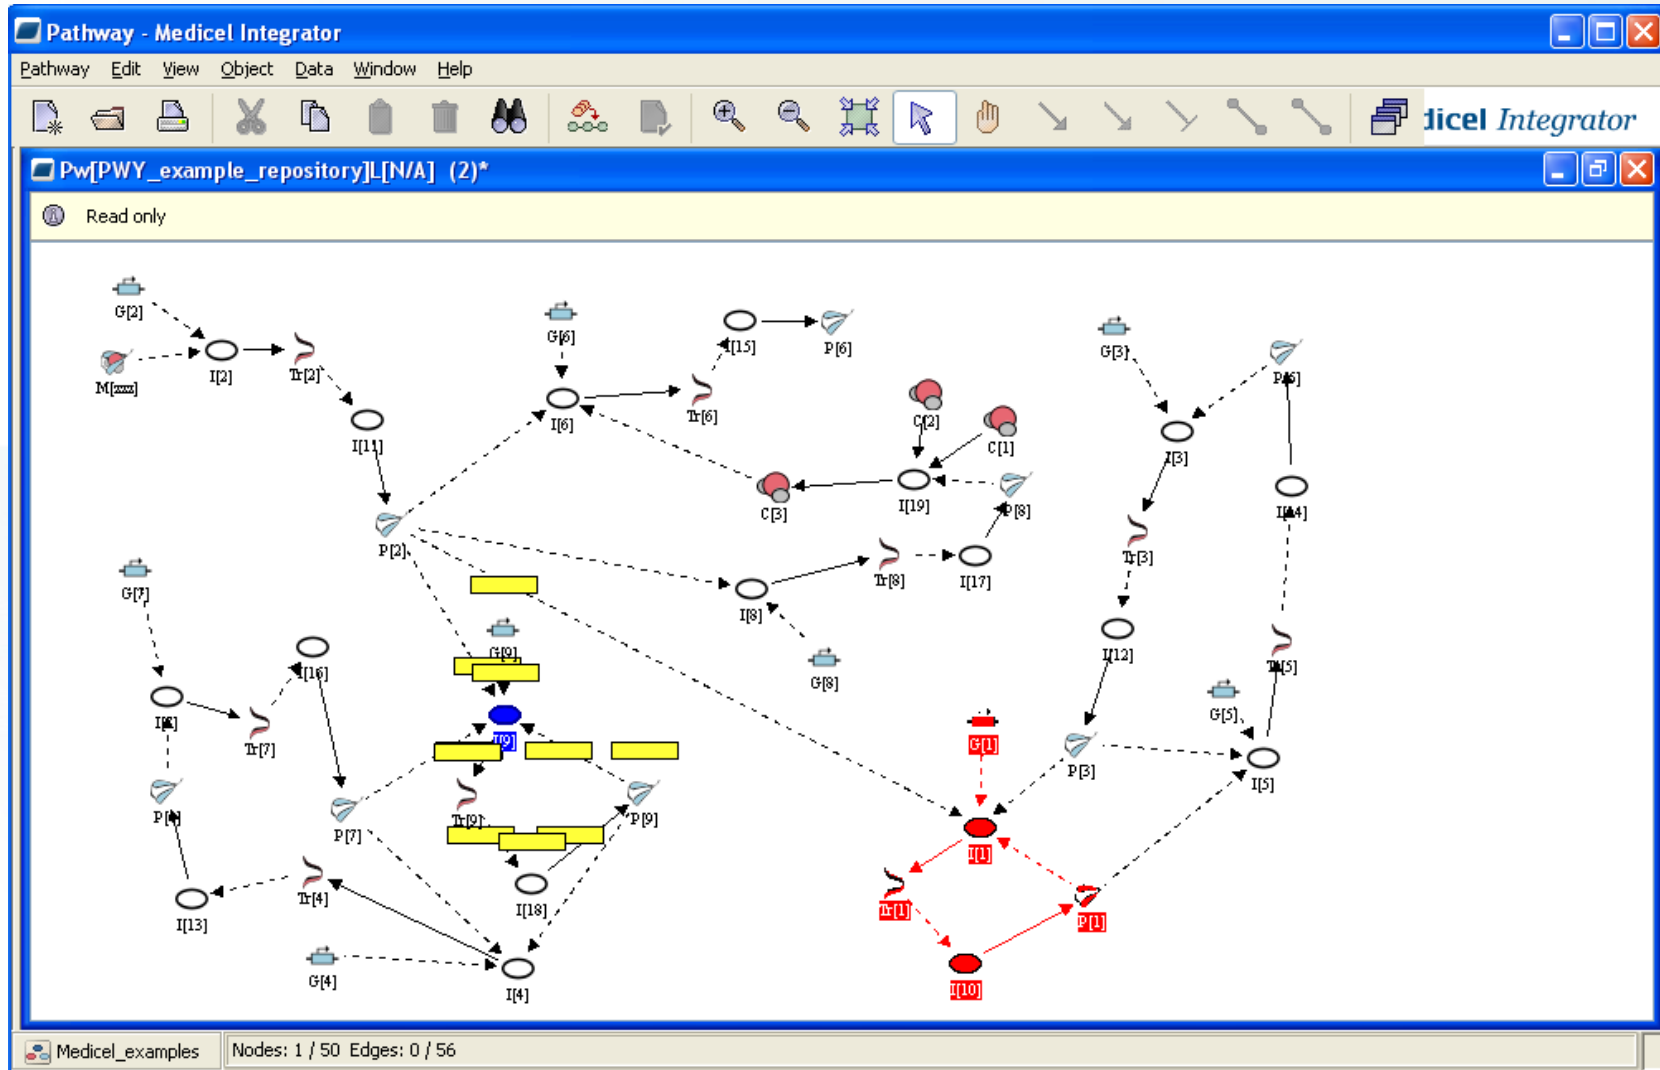 Pathway - Medicel Integrator
Pathway Edit View Object Data Window Help
dicel Integrator
Pw[PWY_example_repository]L[N/A] (2)*
Read only
G[2]
M[zzz]
I[2]
Tr[2]
I[11]
P[2]
G[6]
I[6]
Tr[6]
I[15]
P[6]
C[2]
C[1]
C[3]
I[19]
P[8]
I[8]
Tr[8]
I[17]
G[8]
G[3]
I[3]
Tr[3]
I[12]
P[3]
I[14]
G[5]
I[5]
G[7]
I[16]
Tr[7]
P[7]
G[9]
I[9]
Tr[9]
P[9]
I[18]
I[13]
Tr[4]
G[4]
I[4]
G[1]
I[1]
Tr[1]
P[1]
I[10]
Medicel_examples
Nodes: 1 / 50 Edges: 0 / 56